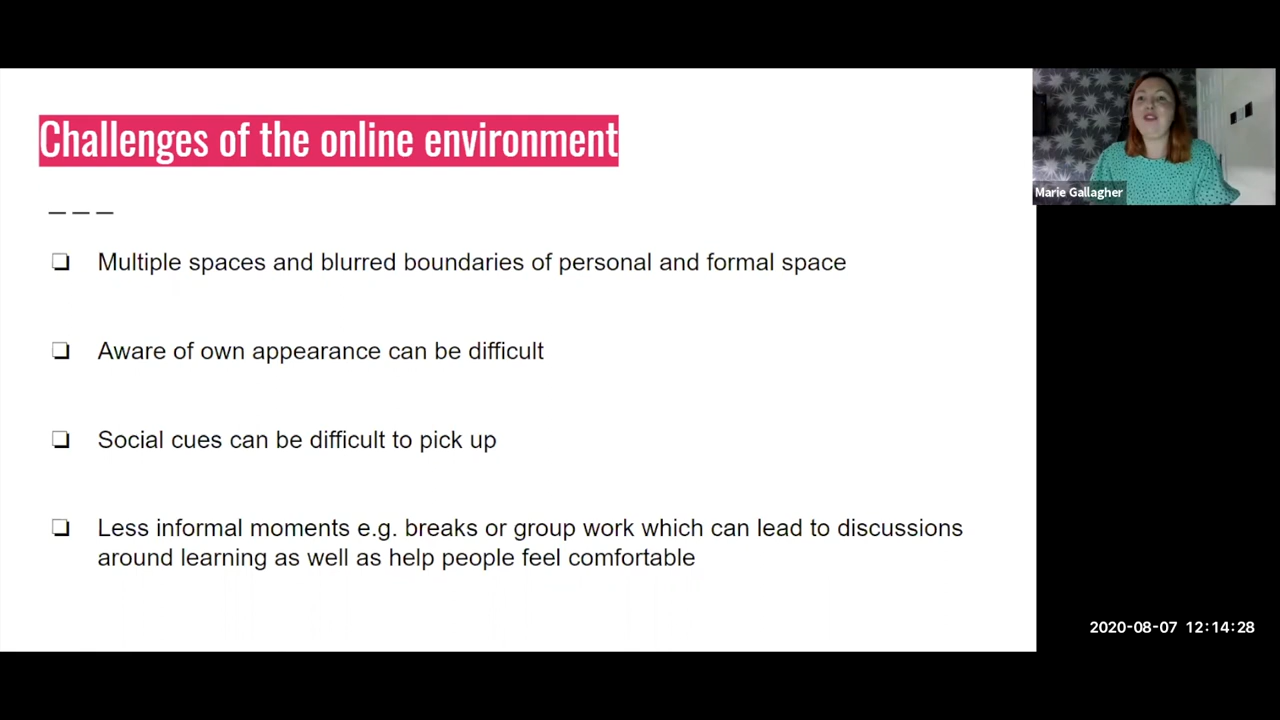 Challenges of the online environment
Multiple spaces and blurred boundaries of personal and formal space
Aware of own appearance can be difficult
Social cues can be difficult to pick up
Less informal moments e.g. breaks or group work which can lead to discussions
around learning as well as help people feel comfortable
Marie Gallagher
2020-08-07 12:14:28